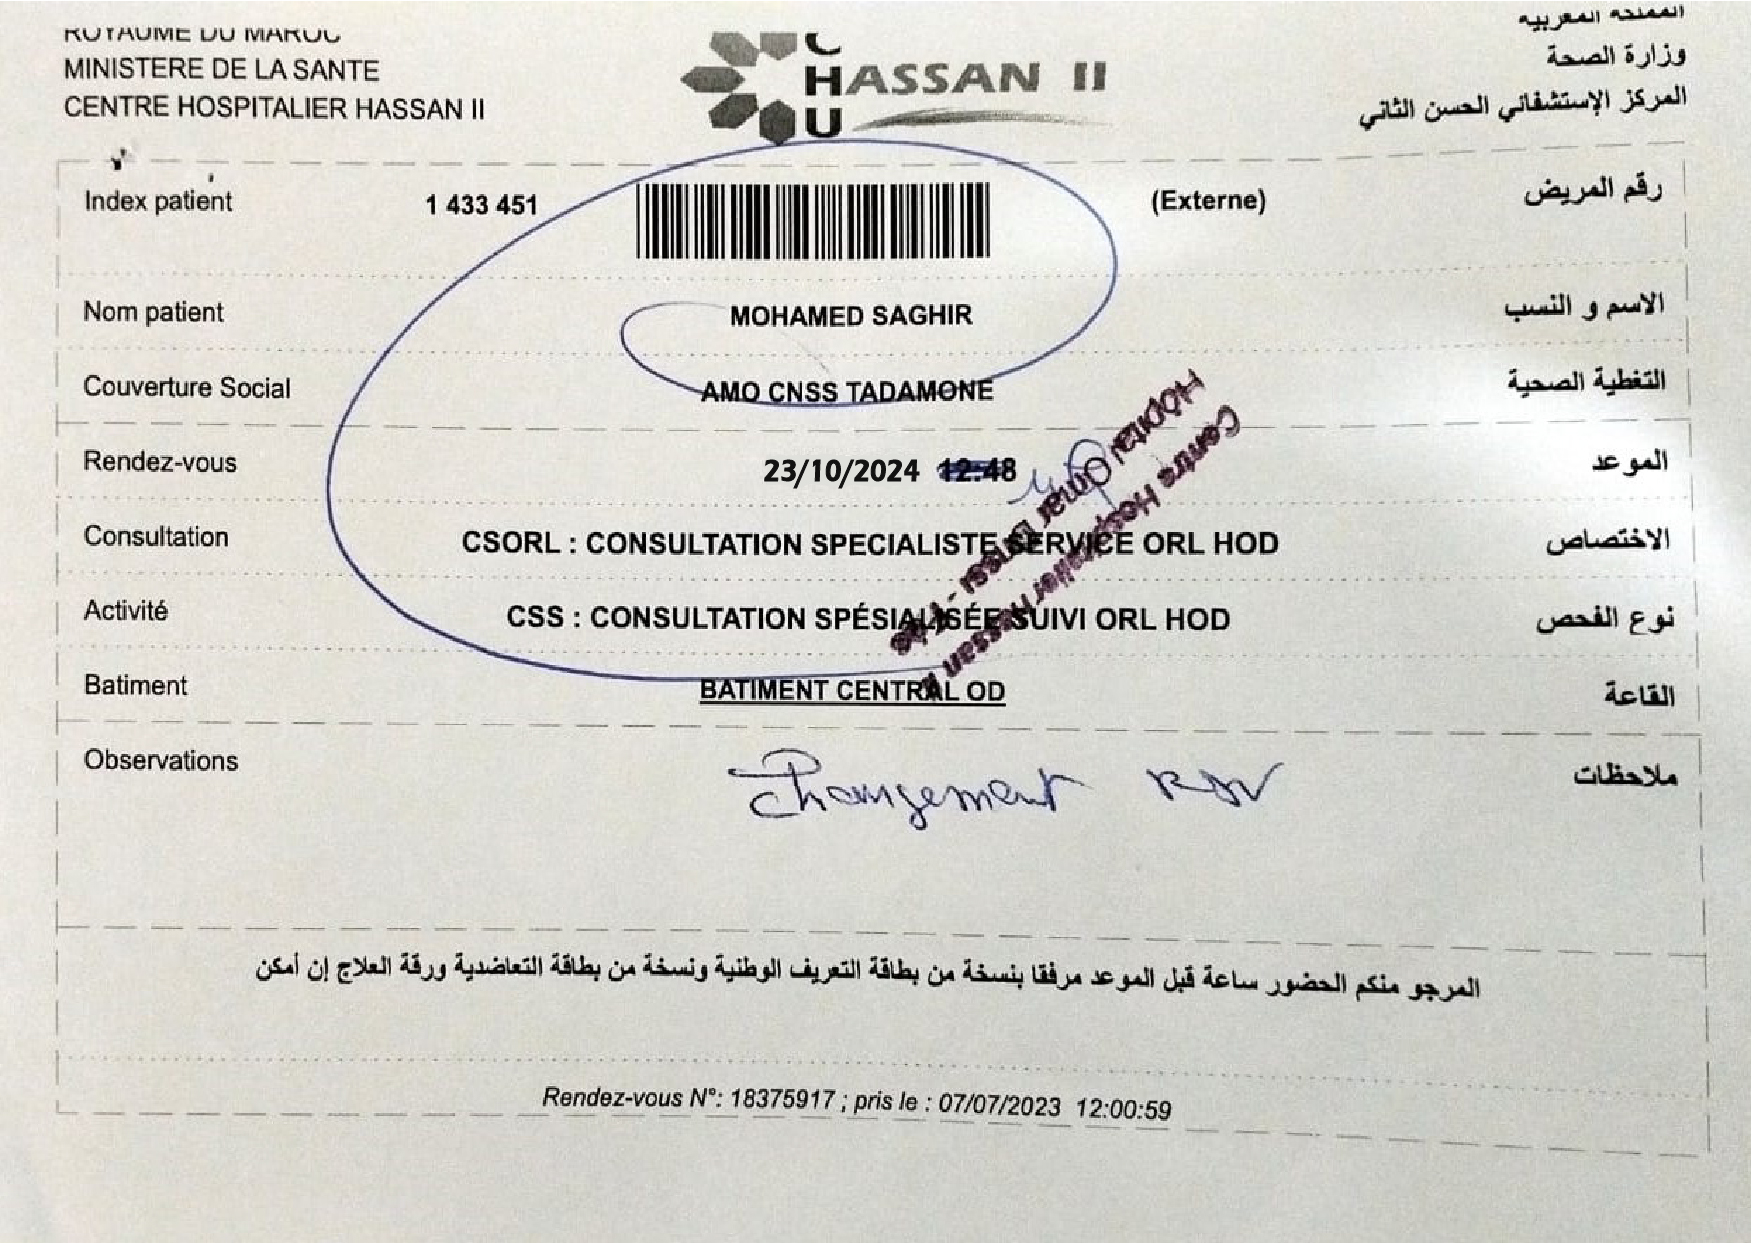 ROYAUME DU MAROC
MINISTERE DE LA SANTE
CENTRE HOSPITALIER HASSAN II
CHU HASSAN II
المملكة المغربية
وزارة الصحة
المركز الإستشفائي الحسن الثاني
Index patient 1 433 451 (Externe) رقم المريض
Nom patient MOHAMED SAGHIR الاسم و النسب
Couverture Social AMO CNSS TADAMONE التغطية الصحية
Rendez-vous 23/10/2024 12:48 الموعد
Consultation CSORL : CONSULTATION SPECIALISTE SERVICE ORL HOD الاختصاص
Activité CSS : CONSULTATION SPÉSIALISÉE SUIVI ORL HOD نوع الفحص
Batiment BATIMENT CENTRAL OD القاعة
Centre Hospitalier Hassan II
Hôpital Omar Drissi -
Observations Changement RDV ملاحظات
المرجو منكم الحضور ساعة قبل الموعد مرفقا بنسخة من بطاقة التعريف الوطنية ونسخة من بطاقة التعاضدية ورقة العلاج إن أمكن
Rendez-vous N°: 18375917 ; pris le : 07/07/2023 12:00:59